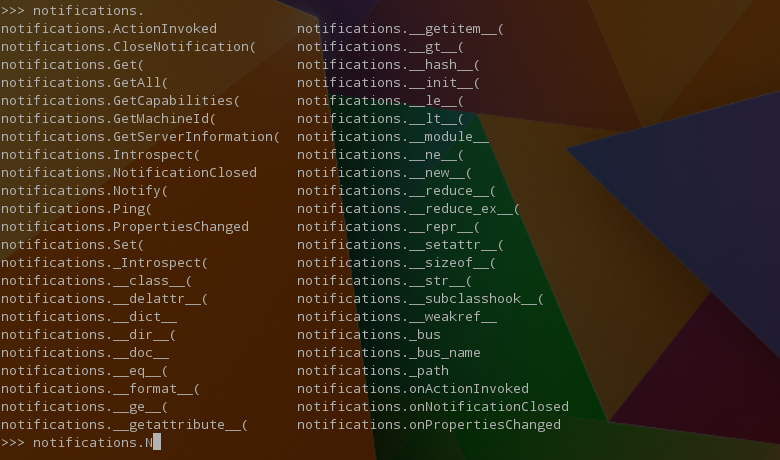 >>> notifications.
notifications.ActionInvoked          notifications.__getitem__(
notifications.CloseNotification(     notifications.__gt__(
notifications.Get(                   notifications.__hash__(
notifications.GetAll(                notifications.__init__(
notifications.GetCapabilities(       notifications.__le__(
notifications.GetMachineId(          notifications.__lt__(
notifications.GetServerInformation(  notifications.__module__
notifications.Introspect(            notifications.__ne__(
notifications.NotificationClosed     notifications.__new__(
notifications.Notify(                notifications.__reduce__(
notifications.Ping(                  notifications.__reduce_ex__(
notifications.PropertiesChanged      notifications.__repr__(
notifications.Set(                   notifications.__setattr__(
notifications._Introspect(           notifications.__sizeof__(
notifications.__class__(             notifications.__str__(
notifications.__delattr__(           notifications.__subclasshook__(
notifications.__dict__               notifications.__weakref__
notifications.__dir__(               notifications._bus
notifications.__doc__                notifications._bus_name
notifications.__eq__(                notifications._path
notifications.__format__(            notifications.onActionInvoked
notifications.__ge__(                notifications.onNotificationClosed
notifications.__getattribute__(      notifications.onPropertiesChanged
>>> notifications.N